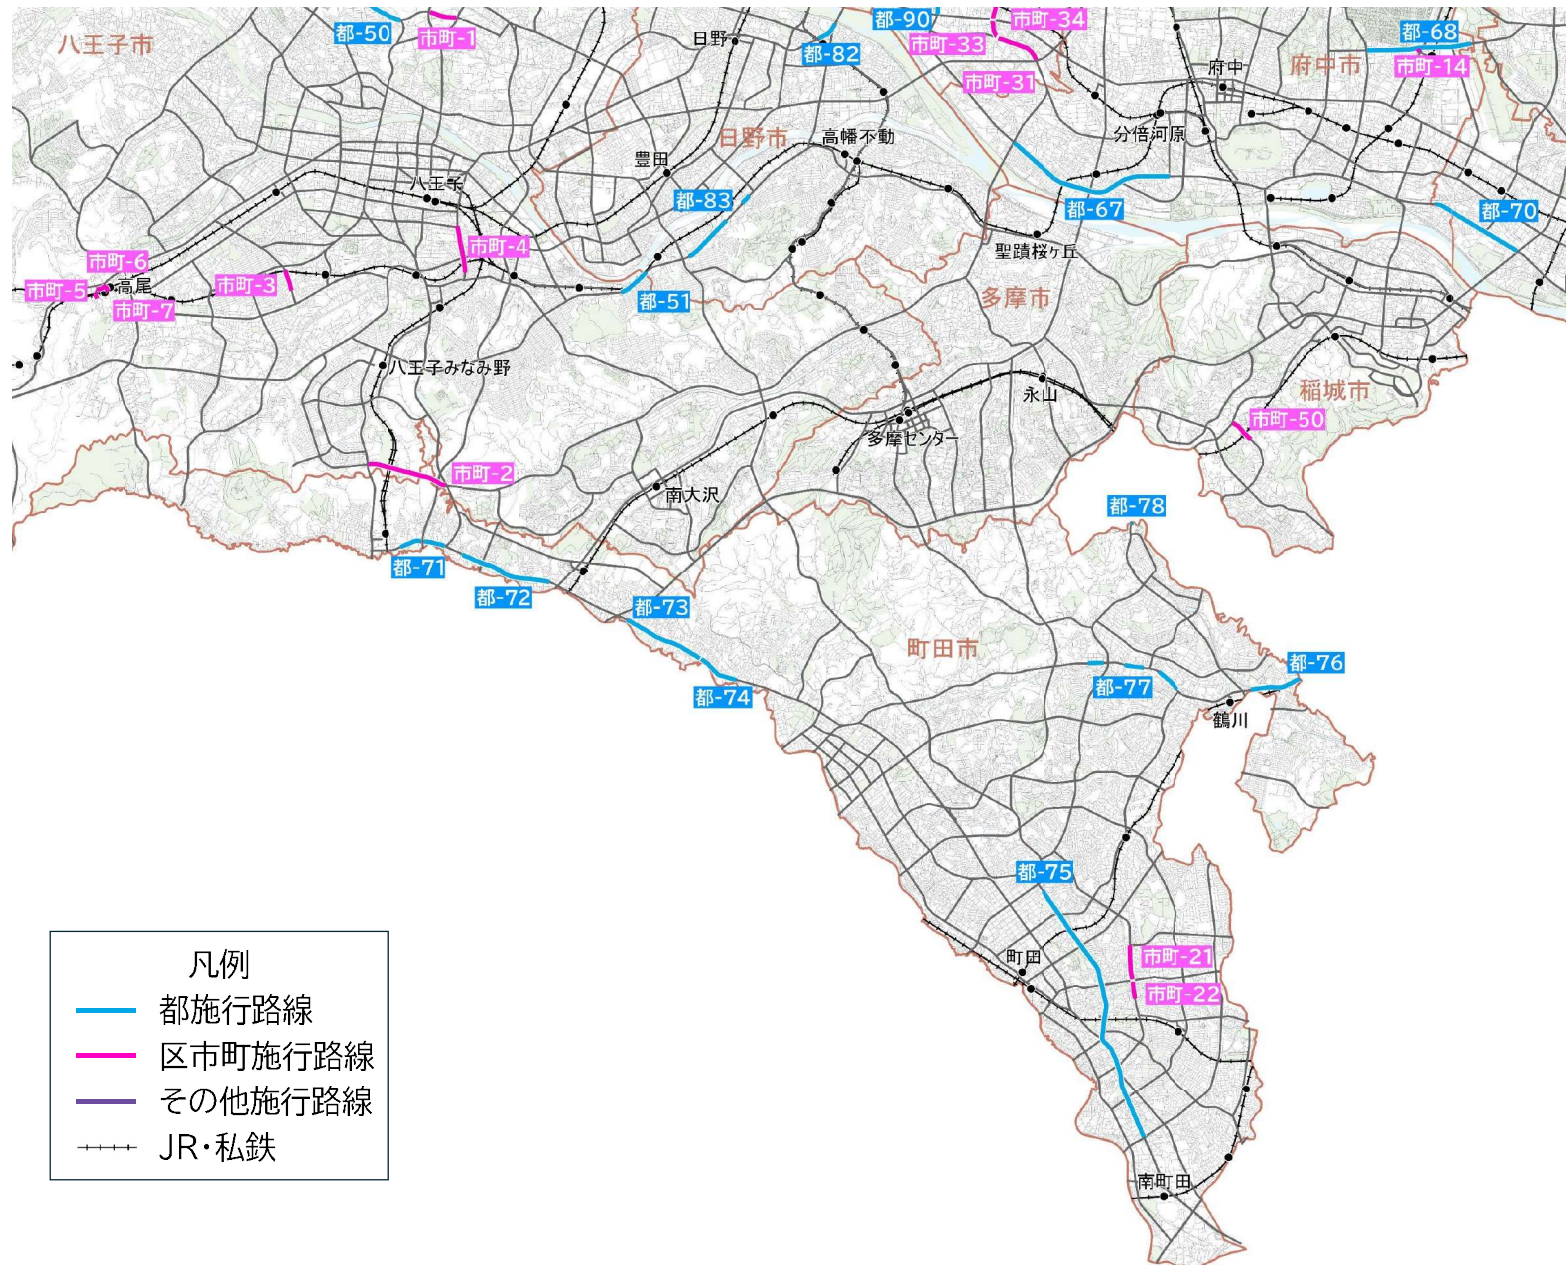 都-50
市町-1
八王子市
日野
都-82
都-90
市町-34
市町-33
市町-31
都-68
府中市
市町-14
府中
日野市
高幡不動
分倍河原
豊田
八王子
都-83
都-67
都-70
市町-4
聖蹟桜ヶ丘
市町-6
市町-5
高尾
市町-7
市町-3
都-51
多摩市
八王子みなみ野
永山
稲城市
市町-50
多摩センター
市町-2
南大沢
都-78
都-71
都-72
都-73
町田市
都-76
都-77
都-74
鶴川
都-75
町田
市町-21
市町-22
南町田
凡例
都施行路線
区市町施行路線
その他施行路線
JR・私鉄